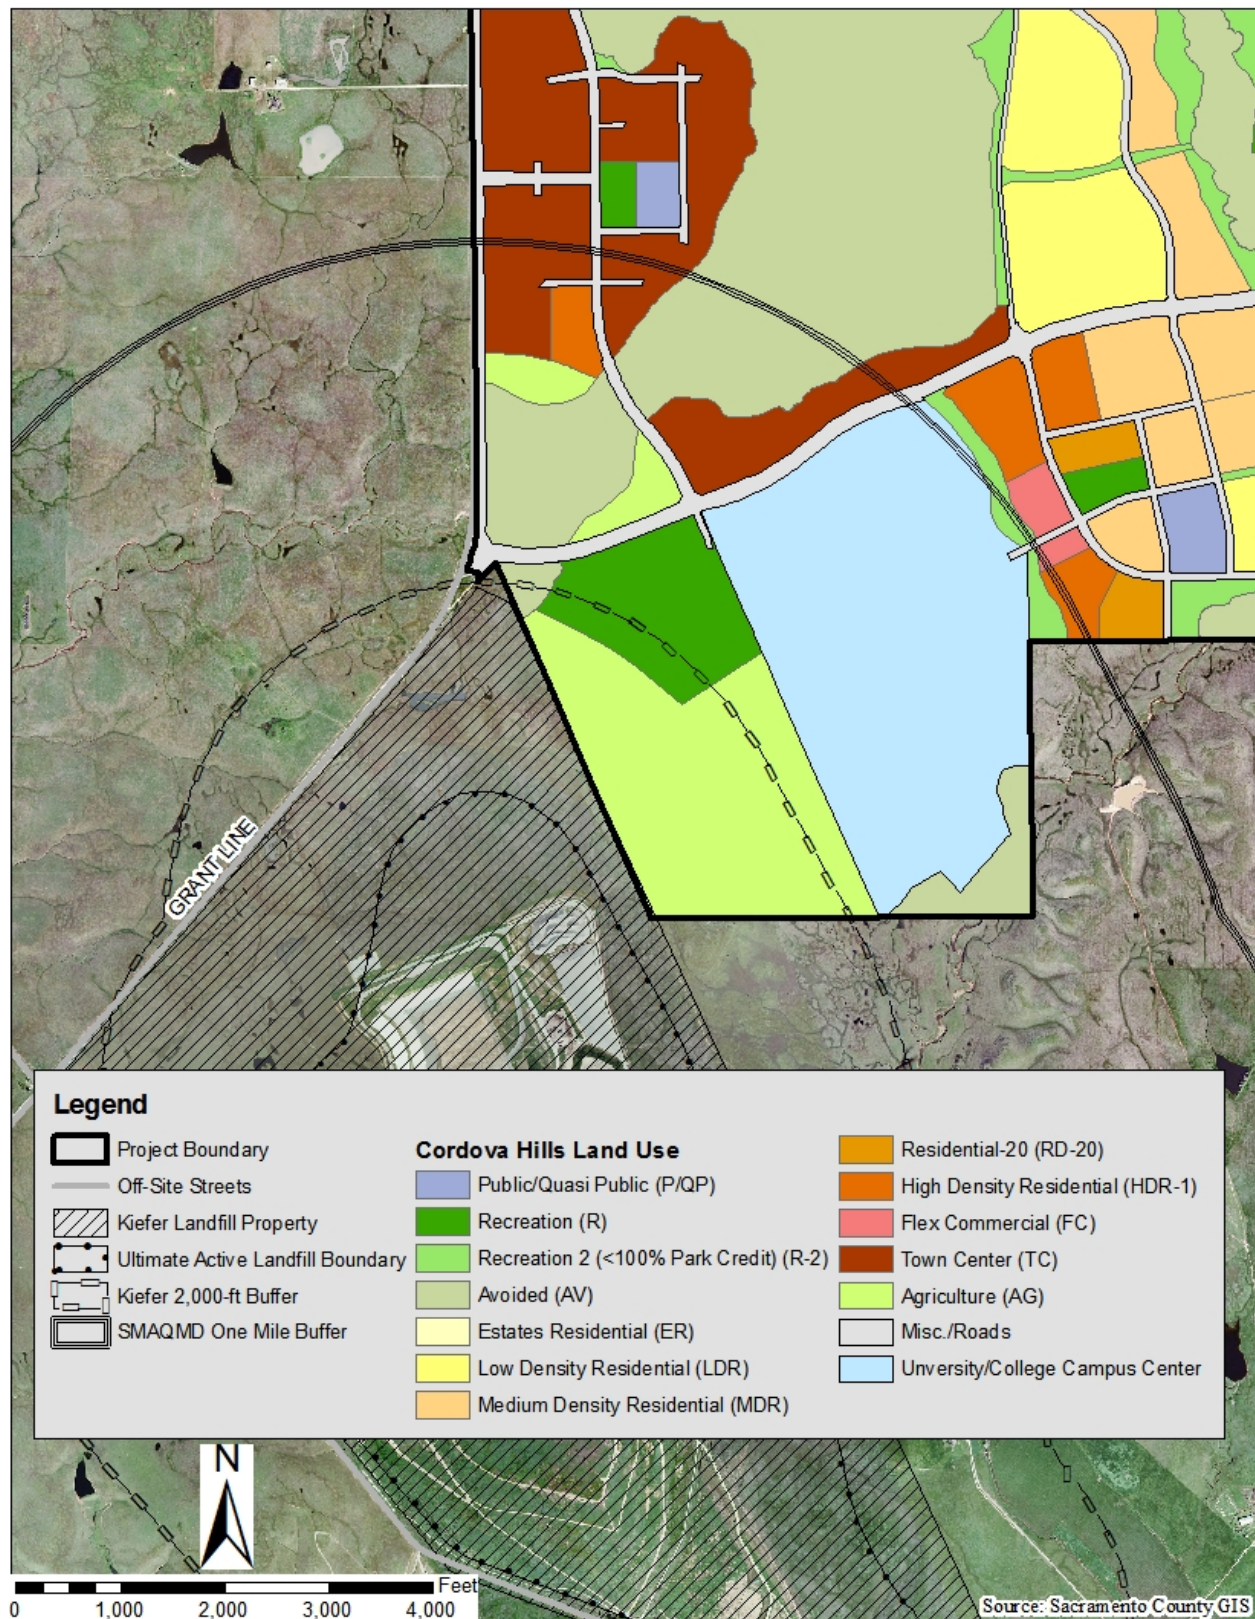 GRANT LINE
Legend
Project Boundary
Off-Site Streets
Kiefer Landfill Property
Ultimate Active Landfill Boundary
Kiefer 2,000-ft Buffer
SMAQMD One Mile Buffer
Cordova Hills Land Use
Public/Quasi Public (P/QP)
Recreation (R)
Recreation 2 (<100% Park Credit) (R-2)
Avoided (AV)
Estates Residential (ER)
Low Density Residential (LDR)
Medium Density Residential (MDR)
Residential-20 (RD-20)
High Density Residential (HDR-1)
Flex Commercial (FC)
Town Center (TC)
Agriculture (AG)
Misc./Roads
Unversity/College Campus Center
N
Feet
0 1,000 2,000 3,000 4,000
Source: Sacramento County GIS